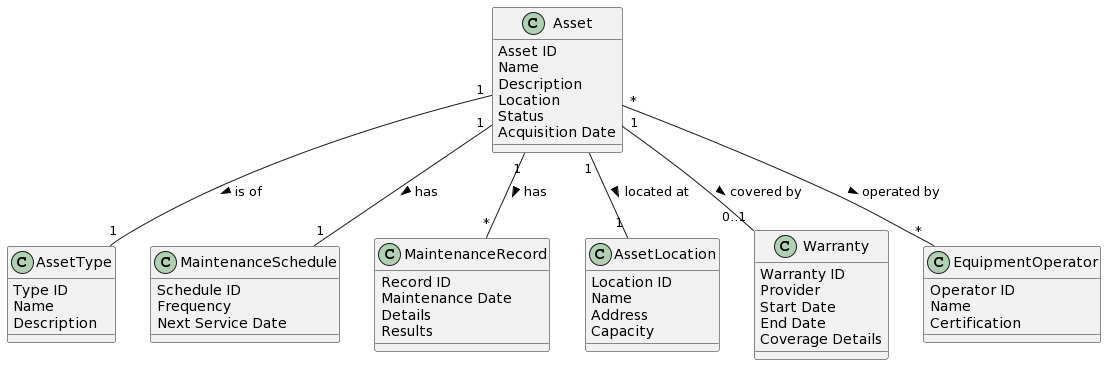 C Asset
Asset ID
Name
Description
Location
Status
Acquisition Date
1
1
1
1
1
*
is of
has
has
located at
covered by
operated by
1
1
*
1
0..1
*
C AssetType
Type ID
Name
Description
C MaintenanceSchedule
Schedule ID
Frequency
Next Service Date
C MaintenanceRecord
Record ID
Maintenance Date
Details
Results
C AssetLocation
Location ID
Name
Address
Capacity
C Warranty
Warranty ID
Provider
Start Date
End Date
Coverage Details
C EquipmentOperator
Operator ID
Name
Certification